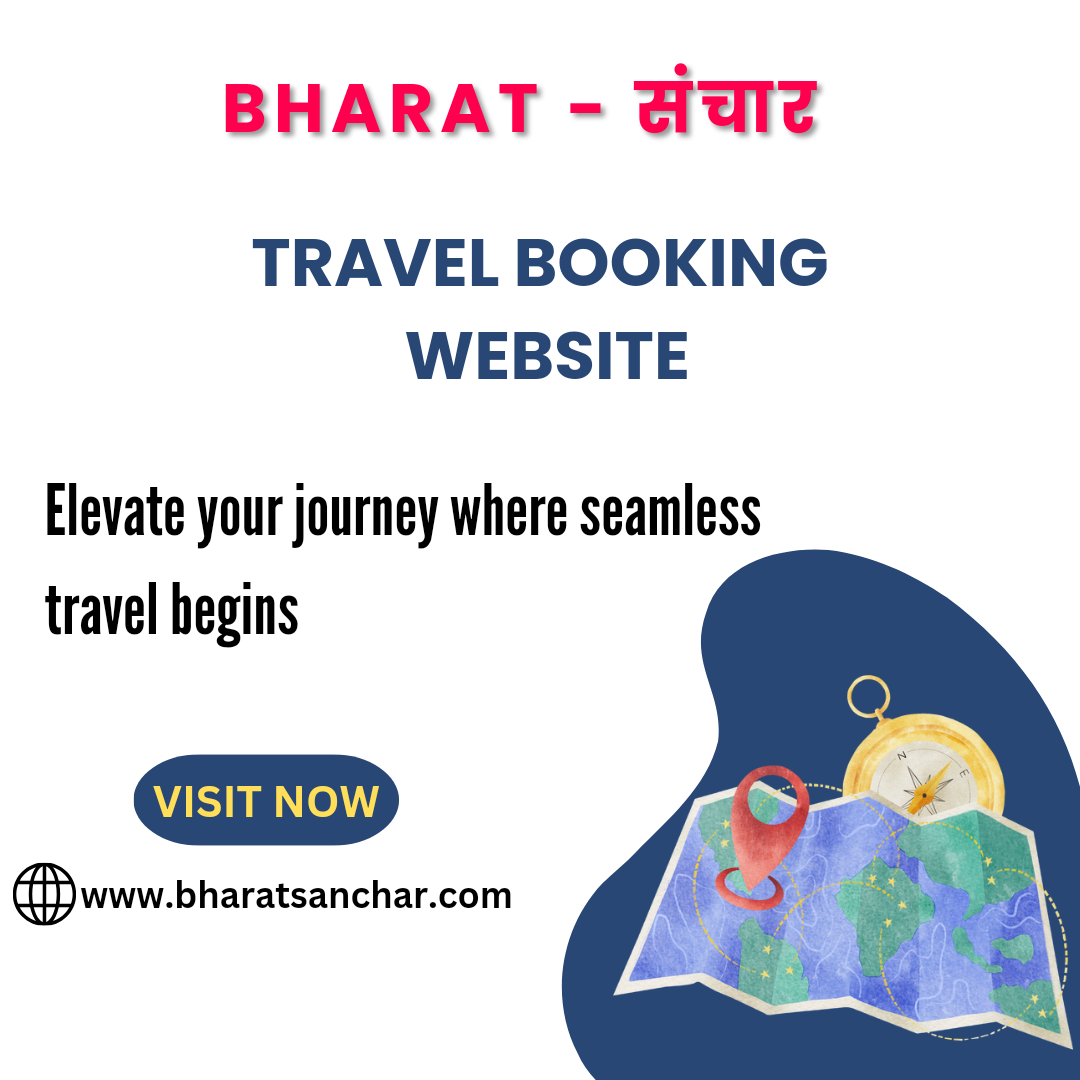 BHARAT - संचार
TRAVEL BOOKING
WEBSITE
Elevate your journey where seamless
travel begins
VISIT NOW
www.bharatsanchar.com
N
E